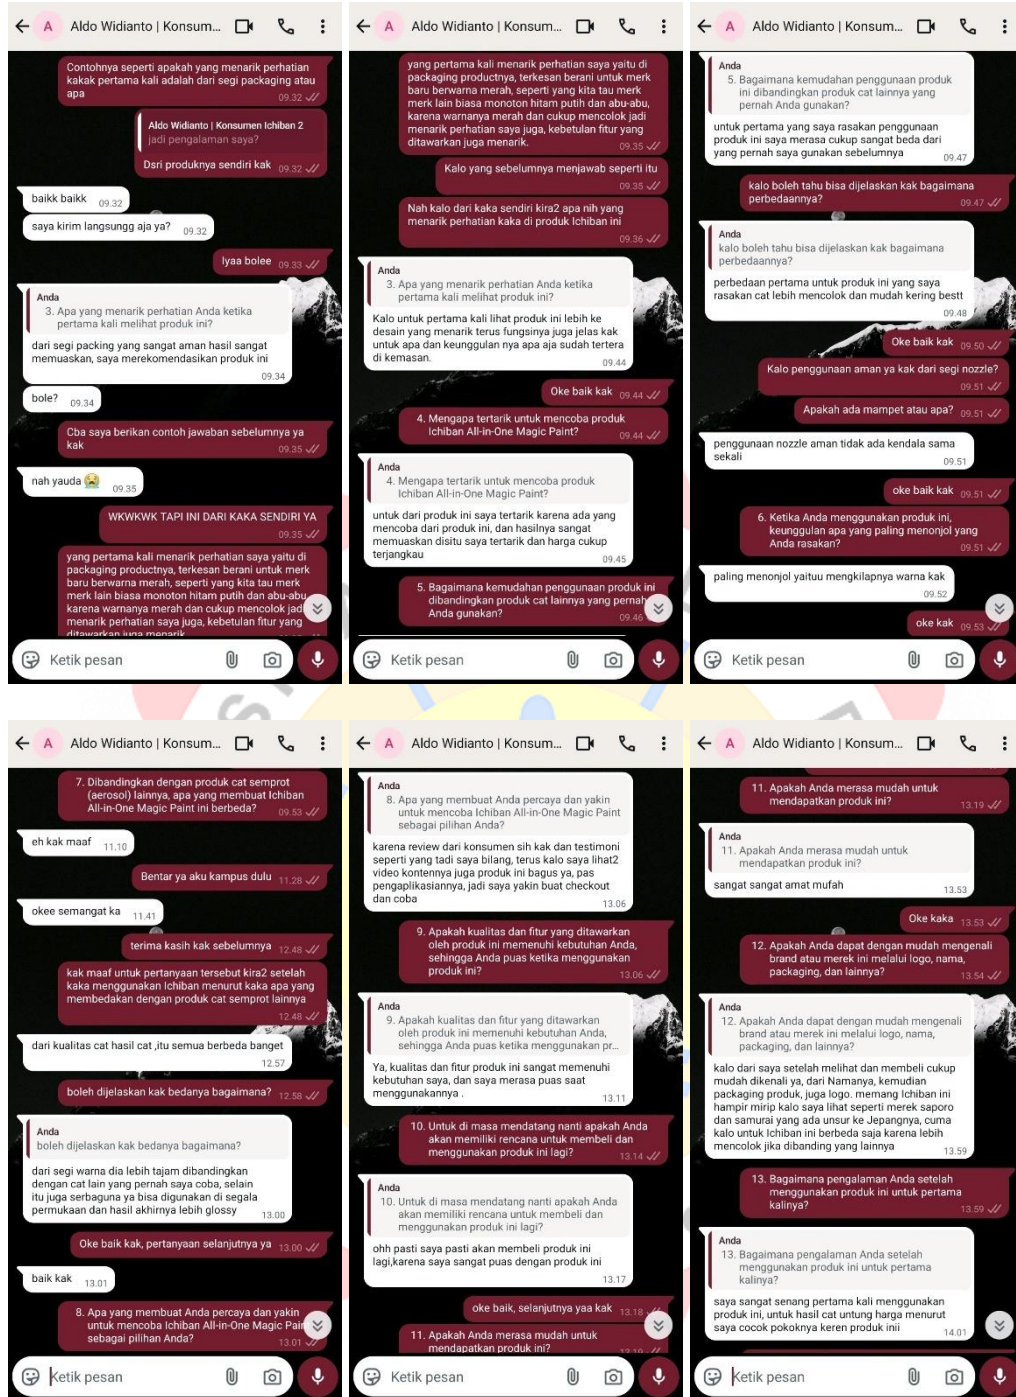 Aldo Widianto | Konsum...
Contohnya seperti apakah yang menarik perhatian
kakak pertama kali adalah dari segi packaging atau
apa
09.32
Aldo Widianto | Konsumen Ichiban 2
jadi pengalaman saya?
Dsri produknya sendiri kak 09.32
baikk baikk 09.32
saya kirim langsungg aja ya? 09.32
Iyaa bolee 09.33
Anda
3. Apa yang menarik perhatian Anda ketika
pertama kali melihat produk ini?
dari segi packing yang sangat aman hasil sangat
memuaskan, saya merekomendasikan produk ini
09.34
bole? 09.34
Cba saya berikan contoh jawaban sebelumnya ya
kak
09.35
nah yauda 😭 09.35
WKWKWK TAPI INI DARI KAKA SENDIRI YA
09.35
yang pertama kali menarik perhatian saya yaitu di
packaging productnya, terkesan berani untuk merk
baru berwarna merah, seperti yang kita tau merk
merk lain biasa monoton hitam putih dan abu-abu,
karena warnanya merah dan cukup mencolok jadi
menarik perhatian saya juga, kebetulan fitur yang
ditawarkan juga menarik
Ketik pesan
Aldo Widianto | Konsum...
yang pertama kali menarik perhatian saya yaitu di
packaging productnya, terkesan berani untuk merk
baru berwarna merah, seperti yang kita tau merk
merk lain biasa monoton hitam putih dan abu-abu,
karena warnanya merah dan cukup mencolok jadi
menarik perhatian saya juga, kebetulan fitur yang
ditawarkan juga menarik.
09.35
Kalo yang sebelumnya menjawab seperti itu
09.35
Nah kalo dari kaka sendiri kira2 apa nih yang
menarik perhatian kaka di produk Ichiban ini
09.36
Anda
3. Apa yang menarik perhatian Anda ketika
pertama kali melihat produk ini?
Kalo untuk pertama kali lihat produk ini lebih ke
desain yang menarik terus fungsinya juga jelas kak
untuk apa dan keunggulan nya apa aja sudah tertera
di kemasan.
09.44
Oke baik kak 09.44
4. Mengapa tertarik untuk mencoba produk
Ichiban All-in-One Magic Paint?
09.44
Anda
4. Mengapa tertarik untuk mencoba produk
Ichiban All-in-One Magic Paint?
untuk dari produk ini saya tertarik karena ada yang
mencoba dari produk ini, dan hasilnya sangat
memuaskan disitu saya tertarik dan harga cukup
terjangkau
09.45
5. Bagaimana kemudahan penggunaan produk ini
dibandingkan produk cat lainnya yang pernah
Anda gunakan?
09.46
Ketik pesan
Aldo Widianto | Konsum...
Anda
5. Bagaimana kemudahan penggunaan produk
ini dibandingkan produk cat lainnya yang
pernah Anda gunakan?
untuk pertama yang saya rasakan penggunaan
produk ini saya merasa cukup sangat beda dari
yang pernah saya gunakan sebelumnya
09.47
kalo boleh tahu bisa dijelaskan kak bagaimana
perbedaannya?
09.47
Anda
kalo boleh tahu bisa dijelaskan kak bagaimana
perbedaannya?
perbedaan pertama untuk produk ini yang saya
rasakan cat lebih mencolok dan mudah kering bestt
09.48
Oke baik kak 09.50
Kalo penggunaan aman ya kak dari segi nozzle?
09.51
Apakah ada mampet atau apa? 09.51
penggunaan nozzle aman tidak ada kendala sama
sekali
09.51
oke baik kak 09.51
6. Ketika Anda menggunakan produk ini,
keunggulan apa yang paling menonjol yang
Anda rasakan?
09.51
paling menonjol yaituu mengkilapnya warna kak
09.52
oke kak 09.53
Ketik pesan
Aldo Widianto | Konsum...
7. Dibandingkan dengan produk cat semprot
(aerosol) lainnya, apa yang membuat Ichiban
All-in-One Magic Paint ini berbeda?
09.53
eh kak maaf 11.10
Bentar ya aku kampus dulu 11.28
okee semangat ka 11.41
terima kasih kak sebelumnya 12.48
kak maaf untuk pertanyaan tersebut kira2 setelah
kaka menggunakan Ichiban menurut kaka apa yang
membedakan dengan produk cat semprot lainnya
12.48
dari kualitas cat hasil cat ,itu semua berbeda banget
12.57
boleh dijelaskan kak bedanya bagaimana? 12.58
Anda
boleh dijelaskan kak bedanya bagaimana?
dari segi warna dia lebih tajam dibandingkan
dengan cat lain yang pernah saya coba, selain
itu juga serbaguna ya bisa digunakan di segala
permukaan dan hasil akhirnya lebih glossy
13.00
Oke baik kak, pertanyaan selanjutnya ya 13.00
baik kak 13.01
8. Apa yang membuat Anda percaya dan yakin
untuk mencoba Ichiban All-in-One Magic Paint
sebagai pilihan Anda?
13.01
Ketik pesan
Aldo Widianto | Konsum...
Anda
8. Apa yang membuat Anda percaya dan yakin
untuk mencoba Ichiban All-in-One Magic Paint
sebagai pilihan Anda?
karena review dari konsumen sih kak dan testimoni
seperti yang tadi saya bilang, terus kalo saya lihat2
video kontennya juga produk ini bagus ya, pas
pengaplikasiannya, jadi saya yakin buat checkout
dan coba
13.06
9. Apakah kualitas dan fitur yang ditawarkan
oleh produk ini memenuhi kebutuhan Anda,
sehingga Anda puas ketika menggunakan
produk ini?
13.06
Anda
9. Apakah kualitas dan fitur yang ditawarkan
oleh produk ini memenuhi kebutuhan Anda,
sehingga Anda puas ketika menggunakan pr...
Ya, kualitas dan fitur produk ini sangat memenuhi
kebutuhan saya, dan saya merasa puas saat
menggunakannya .
13.11
10. Untuk di masa mendatang nanti apakah Anda
akan memiliki rencana untuk membeli dan
menggunakan produk ini lagi?
13.14
Anda
10. Untuk di masa mendatang nanti apakah Anda
akan memiliki rencana untuk membeli dan
menggunakan produk ini lagi?
ohh pasti saya pasti akan membeli produk ini
lagi,karena saya sangat puas dengan produk ini
13.17
oke baik, selanjutnya yaa kak 13.18
11. Apakah Anda merasa mudah untuk
mendapatkan produk ini?
13.19
Ketik pesan
Aldo Widianto | Konsum...
11. Apakah Anda merasa mudah untuk
mendapatkan produk ini?
13.19
Anda
11. Apakah Anda merasa mudah untuk
mendapatkan produk ini?
sangat sangat amat mufah
13.53
Oke kaka 13.53
12. Apakah Anda dapat dengan mudah mengenali
brand atau merek ini melalui logo, nama,
packaging, dan lainnya?
13.54
Anda
12. Apakah Anda dapat dengan mudah mengenali
brand atau merek ini melalui logo, nama,
packaging, dan lainnya?
kalo dari saya setelah melihat dan membeli cukup
mudah dikenali ya, dari Namanya, kemudian
packaging produk, juga logo. memang Ichiban ini
hampir mirip kalo saya lihat seperti merek saporo
dan samurai yang ada unsur ke Jepangnya, cuma
kalo untuk Ichiban ini berbeda saja karena lebih
mencolok jika dibanding yang lainnya
13.59
13. Bagaimana pengalaman Anda setelah
menggunakan produk ini untuk pertama
kalinya?
13.59
Anda
13. Bagaimana pengalaman Anda setelah
menggunakan produk ini untuk pertama
kalinya?
saya sangat senang pertama kali menggunakan
produk ini, untuk hasil cat untung harga menurut
saya cocok pokoknya keren produk inii
14.01
Ketik pesan